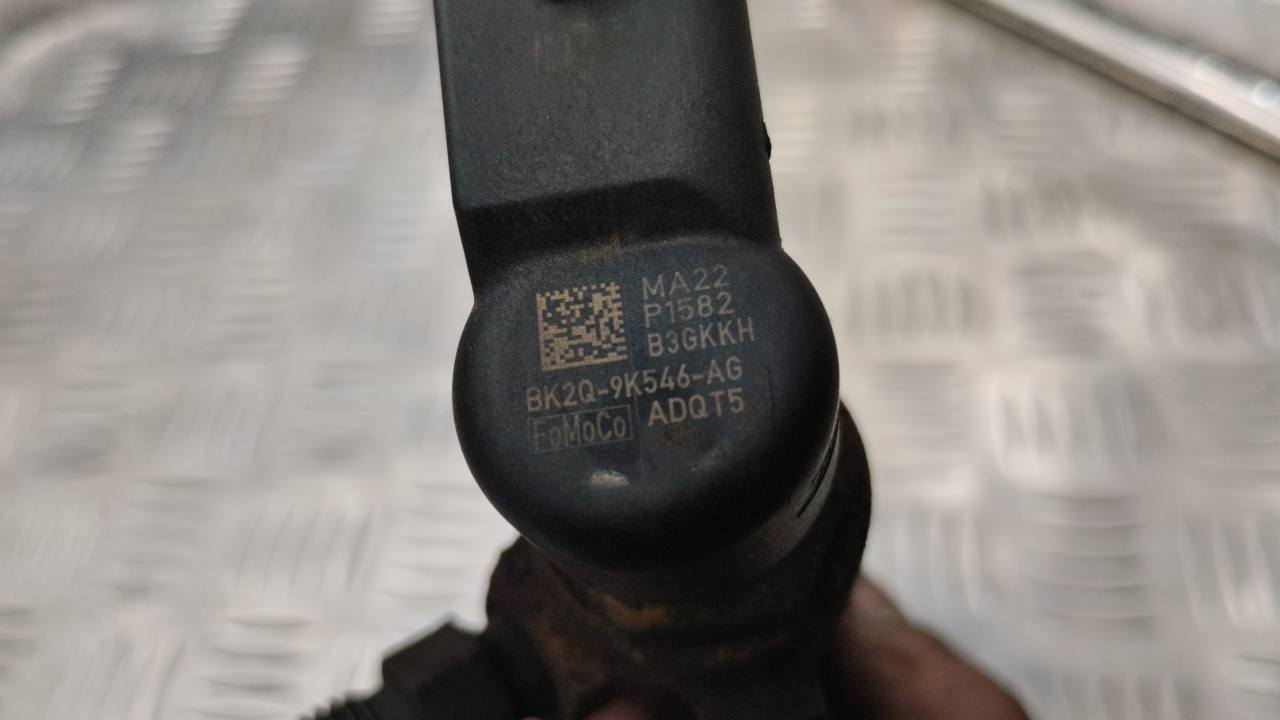 MA22
P1582
B3GKKH
BK2Q-9K546-AG
FoMoCo ADQT5